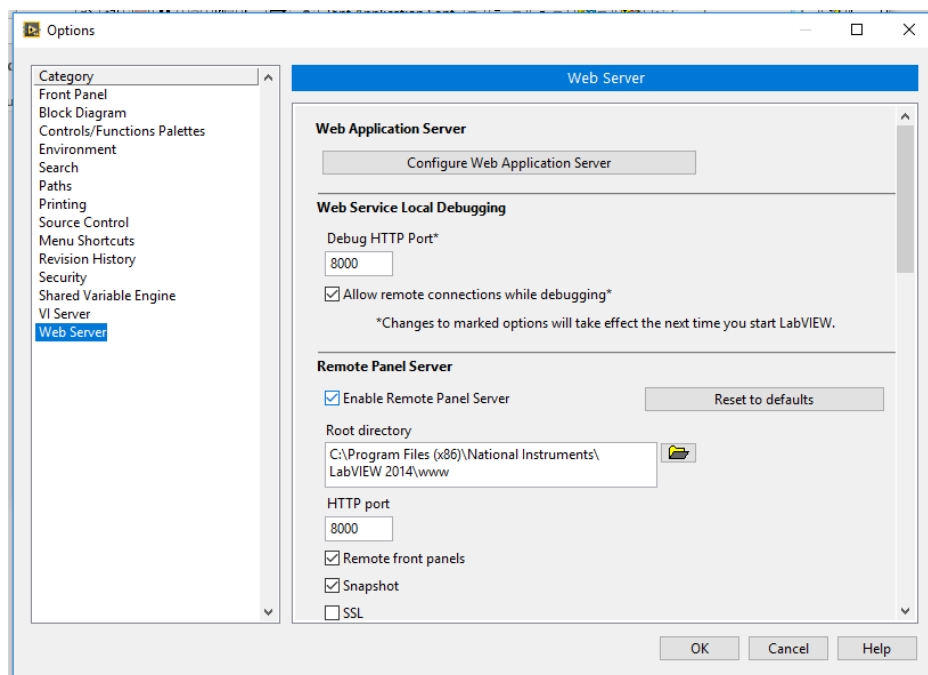 Options
Category
Front Panel
Block Diagram
Controls/Functions Palettes
Environment
Search
Paths
Printing
Source Control
Menu Shortcuts
Revision History
Security
Shared Variable Engine
VI Server
Web Server
Web Server
Web Application Server
Configure Web Application Server
Web Service Local Debugging
Debug HTTP Port*
8000
Allow remote connections while debugging*
*Changes to marked options will take effect the next time you start LabVIEW.
Remote Panel Server
Enable Remote Panel Server
Reset to defaults
Root directory
C:\Program Files (x86)\National Instruments\
LabVIEW 2014\www
HTTP port
8000
Remote front panels
Snapshot
SSL
OK
Cancel
Help